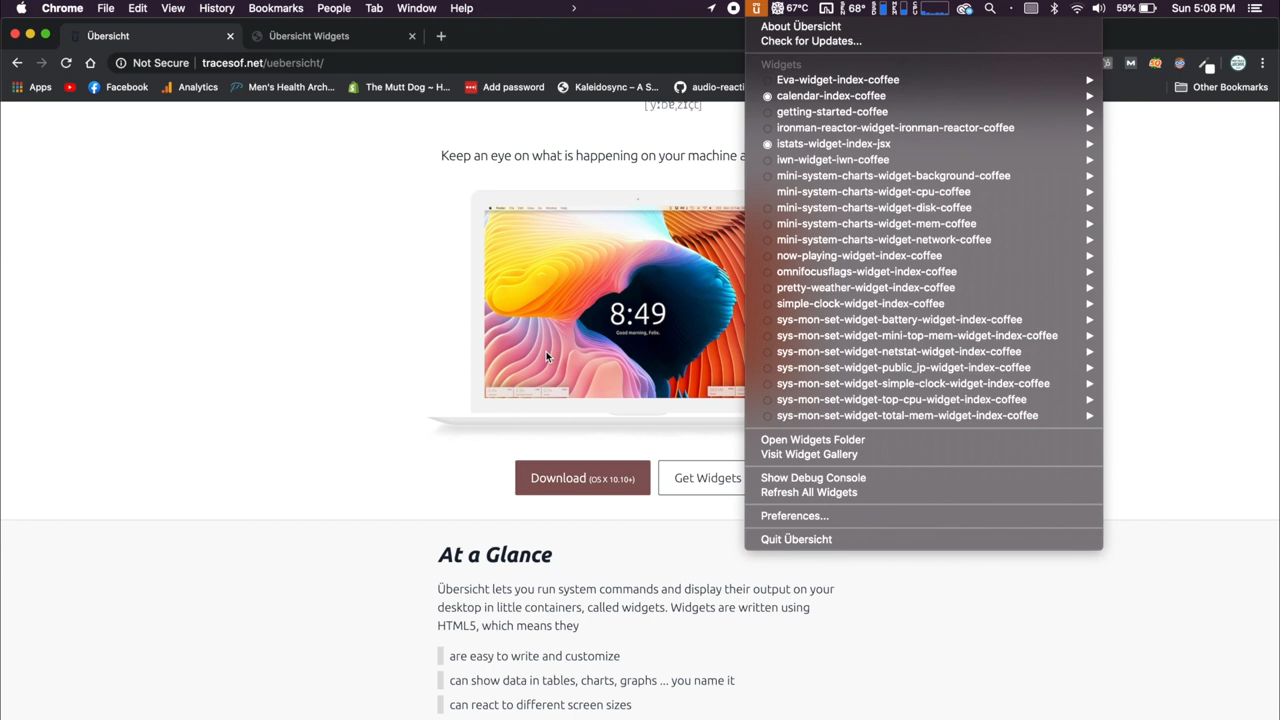 Chrome File Edit View History Bookmarks People Tab Window Help
67°C 68° 59% Sun 5:08 PM
Übersicht
Übersicht Widgets
Not Secure tracesof.net/uebersicht/
Apps Facebook Analytics Men's Health Arch... The Mutt Dog ~ H... Add password Kaleidosync – A S... audio-react
Other Bookmarks
About Übersicht
Check for Updates...
Widgets
Eva-widget-index-coffee
calendar-index-coffee
getting-started-coffee
ironman-reactor-widget-ironman-reactor-coffee
istats-widget-index-jsx
iwn-widget-iwn-coffee
mini-system-charts-widget-background-coffee
mini-system-charts-widget-cpu-coffee
mini-system-charts-widget-disk-coffee
mini-system-charts-widget-mem-coffee
mini-system-charts-widget-network-coffee
now-playing-widget-index-coffee
omnifocusflags-widget-index-coffee
pretty-weather-widget-index-coffee
simple-clock-widget-index-coffee
sys-mon-set-widget-battery-widget-index-coffee
sys-mon-set-widget-mini-top-mem-widget-index-coffee
sys-mon-set-widget-netstat-widget-index-coffee
sys-mon-set-widget-public_ip-widget-index-coffee
sys-mon-set-widget-simple-clock-widget-index-coffee
sys-mon-set-widget-top-cpu-widget-index-coffee
sys-mon-set-widget-total-mem-widget-index-coffee
Open Widgets Folder
Visit Widget Gallery
Show Debug Console
Refresh All Widgets
Preferences...
Quit Übersicht
Keep an eye on what is happening on your machine a
8:49
Good morning, Felix.
Download (OS X 10.10+)
Get Widgets
At a Glance
Übersicht lets you run system commands and display their output on your
desktop in little containers, called widgets. Widgets are written using
HTML5, which means they
are easy to write and customize
can show data in tables, charts, graphs ... you name it
can react to different screen sizes